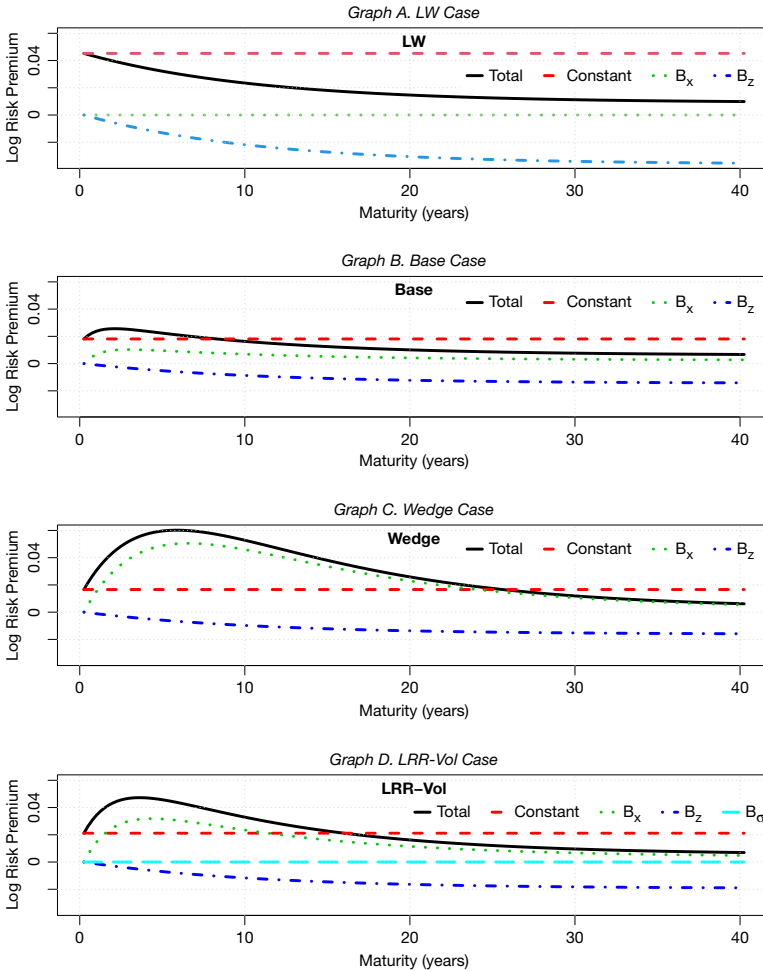 Graph A. LW Case
LW
Total Constant Bx Bz
Log Risk Premium
0.04
0
0 10 20 30 40
Maturity (years)
Graph B. Base Case
Base
Total Constant Bx Bz
Log Risk Premium
0.04
0
0 10 20 30 40
Maturity (years)
Graph C. Wedge Case
Wedge
Total Constant Bx Bz
Log Risk Premium
0.04
0
0 10 20 30 40
Maturity (years)
Graph D. LRR-Vol Case
LRR−Vol
Total Constant Bx Bz Bσ
Log Risk Premium
0.04
0
0 10 20 30 40
Maturity (years)